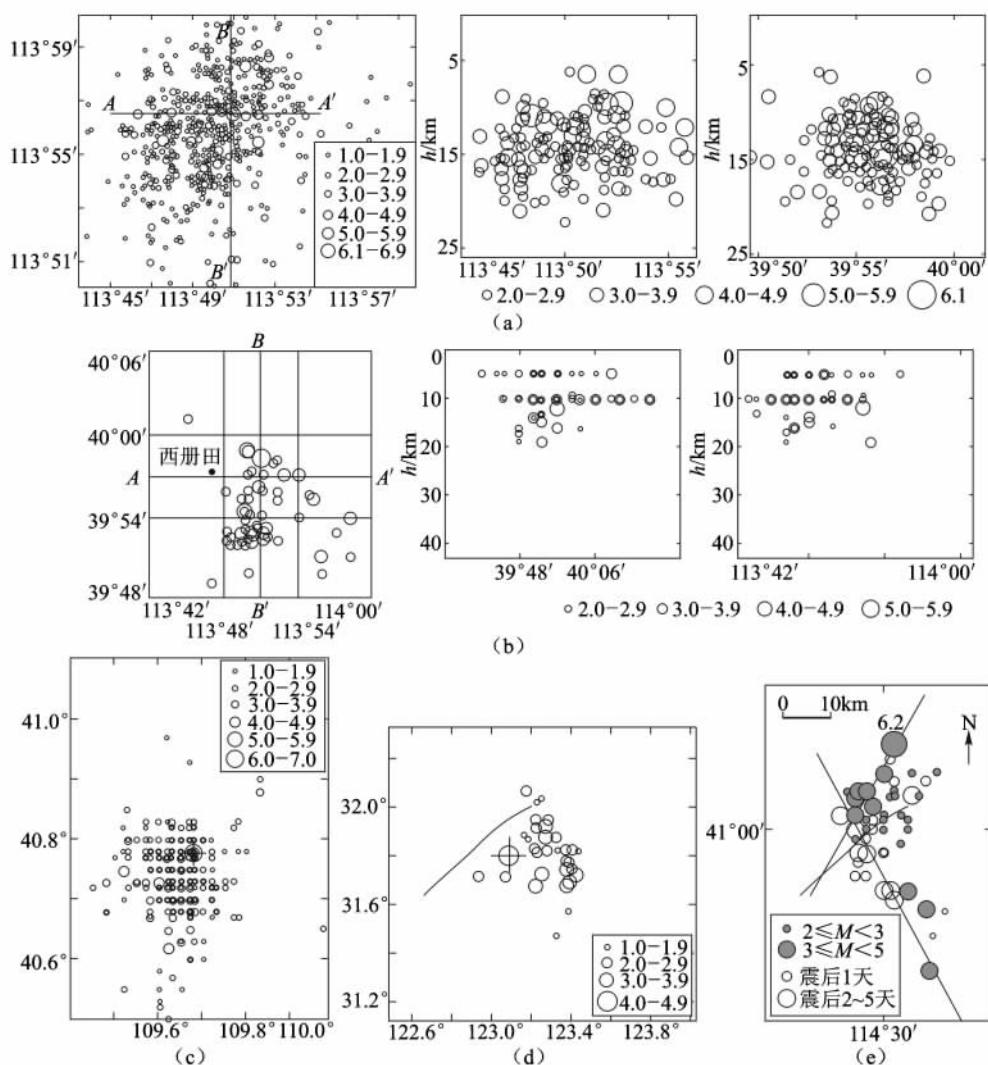 113°59′
113°55′
113°51′
B
A
A′
B′
1.0−1.9
2.0−2.9
3.0−3.9
4.0−4.9
5.0−5.9
6.1−6.9
113°45′ 113°49′ 113°53′ 113°57′
h/km
5
15
25
113°45′ 113°50′ 113°55′
h/km
5
15
25
39°50′ 39°55′ 40°00′
2.0−2.9 3.0−3.9 4.0−4.9 5.0−5.9 6.1
(a)
B
40°06′
40°00′
西册田
A
A′
39°54′
39°48′
113°42′ B′ 114°00′
113°48′ 113°54′
h/km
0
10
20
30
40
39°48′ 40°06′
h/km
0
10
20
30
40
113°42′ 114°00′
2.0−2.9 3.0−3.9 4.0−4.9 5.0−5.9
(b)
41.0°
40.8°
40.6°
1.0−1.9
2.0−2.9
3.0−3.9
4.0−4.9
5.0−5.9
6.0−7.0
109.6° 109.8° 110.0°
(c)
32.0°
31.6°
31.2°
1.0−1.9
2.0−2.9
3.0−3.9
4.0−4.9
122.6° 123.0° 123.4° 123.8°
(d)
0 10km
6.2
N
41°00′
2≤M<3
3≤M<5
震后1天
震后2~5天
114°30′
(e)